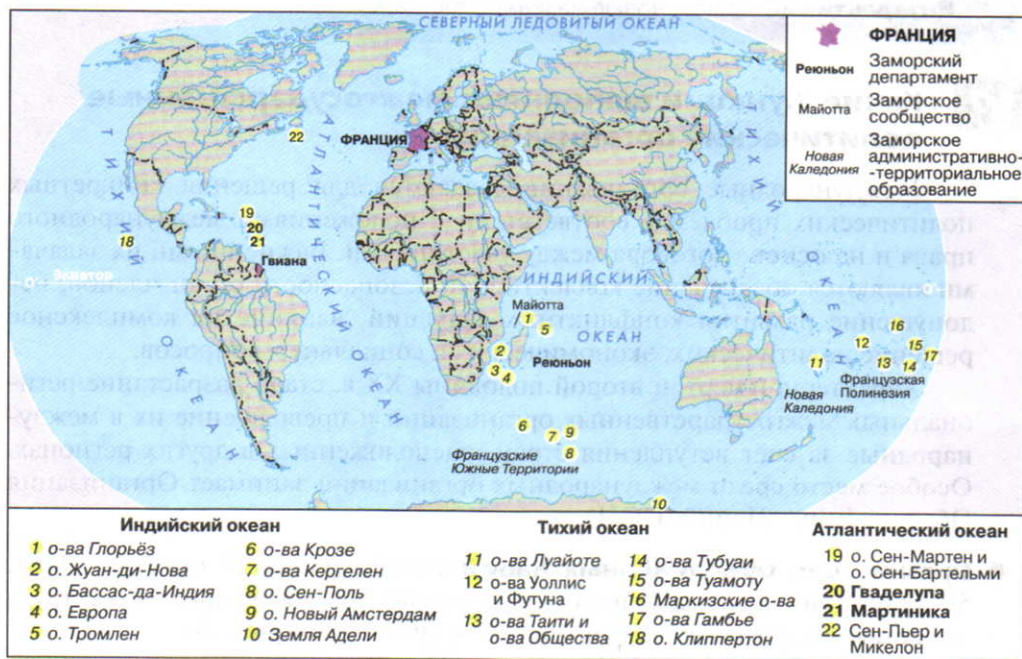 СЕВЕРНЫЙ ЛЕДОВИТЫЙ ОКЕАН
ФРАНЦИЯ
Реюньон
Заморский
департамент
Майотта
Заморское
сообщество
Новая
Каледония
Заморское
административно-
-территориальное
образование
ФРАНЦИЯ
22
АТЛАНТИЧЕСКИЙ
ОКЕАН
ТИХИЙ
ТИХИЙ
ОКЕАН
19
20
21
18
Гвиана
Экватор
0
0
ИНДИЙСКИЙ
ОКЕАН
Майотта
1
5
2
3
4
Реюньон
6
7
9
8
Французские
Южные Территории
10
16
12
15
11
13
14
17
Французская
Полинезия
Новая
Каледония
Индийский океан
1 о-ва Глорьёз
2 о. Жуан-ди-Нова
3 о. Бассас-да-Индия
4 о. Европа
5 о. Тромлен
6 о-ва Крозе
7 о-ва Кергелен
8 о. Сен-Поль
9 о. Новый Амстердам
10 Земля Адели
Тихий океан
11 о-ва Луайоте
12 о-ва Уоллис
и Футуна
13 о-ва Таити и
о-ва Общества
14 о-ва Тубуаи
15 о-ва Туамоту
16 Маркизские о-ва
17 о-ва Гамбье
18 о. Клиппертон
Атлантический океан
19 о. Сен-Мартен и
о. Сен-Бартельми
20 Гваделупа
21 Мартиника
22 Сен-Пьер и
Микелон